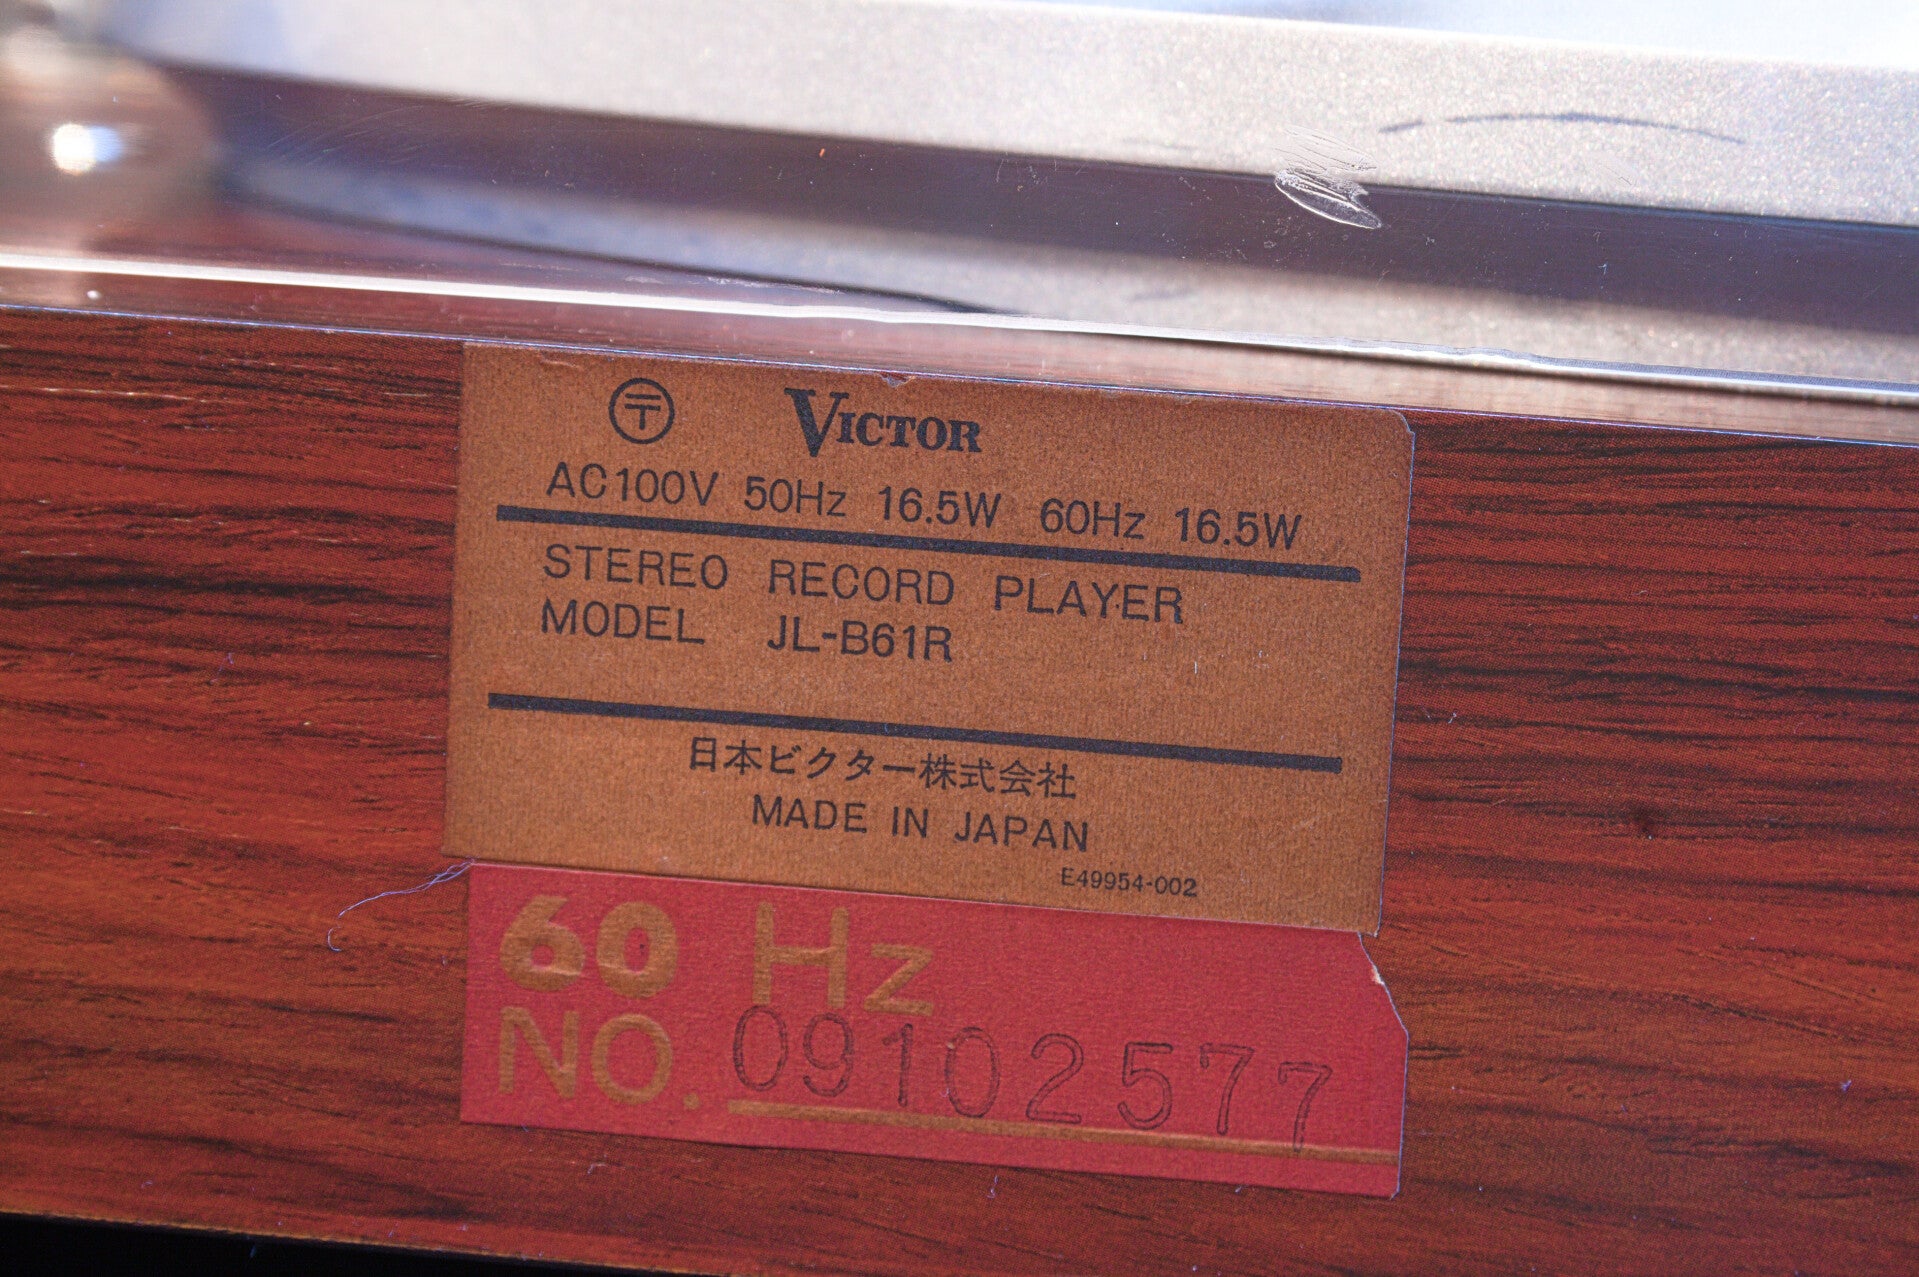 〒 VICTOR
AC100V 50Hz 16.5W 60Hz 16.5W
STEREO RECORD PLAYER
MODEL JL-B61R
日本ビクター株式会社
MADE IN JAPAN
E49954-002
60 Hz
NO. 09102577